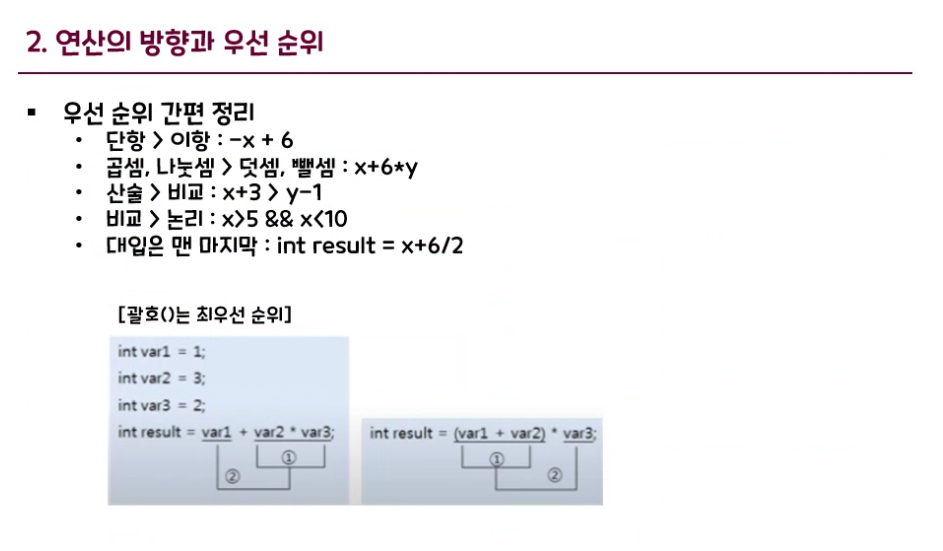 2. 연산의 방향과 우선 순위
▪ 우선 순위 간편 정리
• 단항 > 이항 : -x + 6
• 곱셈, 나눗셈 > 덧셈, 뺄셈 : x+6*y
• 산술 > 비교 : x+3 > y-1
• 비교 > 논리 : x>5 && x<10
• 대입은 맨 마지막 : int result = x+6/2
[괄호()는 최우선 순위]
int var1 = 1;
int var2 = 3;
int var3 = 2;
int result = var1 + var2 * var3;
①
②
int result = (var1 + var2) * var3;
①
②